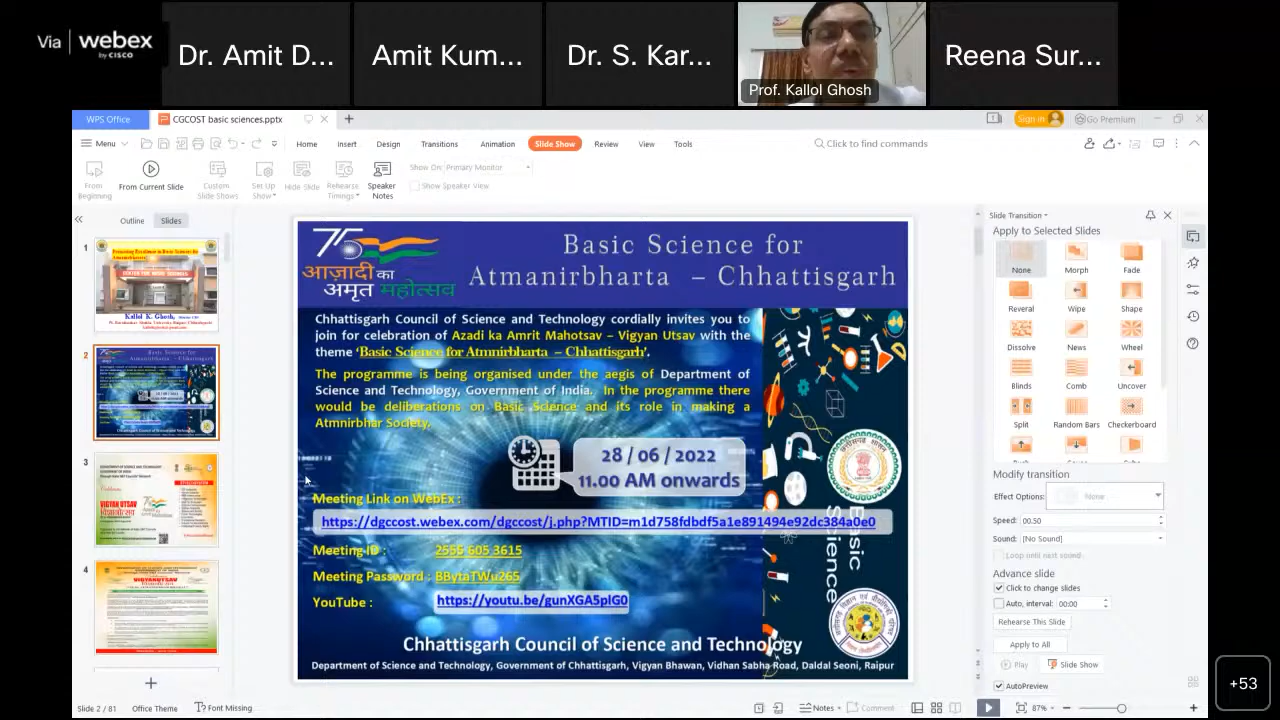 Via webex
by CISCO
Dr. Amit D...
Amit Kum...
Dr. S. Kar...
Prof. Kallol Ghosh
Reena Sur...
WPS Office
CGCOST basic sciences.pptx
Sign in
Go Premium
Menu
Home
Insert
Design
Transitions
Animation
Slide Show
Review
View
Tools
Click to find commands
From Beginning
From Current Slide
Custom Slide Shows
Set Up Show
Hide Slide
Rehearse Timings
Speaker Notes
Show On: Primary Monitor
Show Speaker View
Outline
Slides
1
2
3
4
75
आज़ादी का
अमृत महोत्सव
Basic Science for
Atmanirbharta – Chhattisgarh
Chhattisgarh Council of Science and Technology cordially invites you to
join for celebration of Azadi ka Amrit Mahotsav – Vigyan Utsav with the
theme 'Basic Science for Atmnirbharta – Chhattisgarh'.
The programme is being organised under the aegis of Department of
Science and Technology, Government of India. In the programme there
would be deliberations on Basic Science and its role in making a
Atmnirbhar Society.
28 / 06 / 2022
11.00 AM onwards
Meeting Link on WebEx :
https://dgccost.webex.com/dgccost/j.php?MTID=m1d758fdbdf5a1e891494e92dc384a0e0
Meeting ID : 2555 605 3615
Meeting Password : BBytaTWu265
YouTube : https://youtu.be/gunXGA5plG0
Basic Science
Chhattisgarh Council of Science and Technology
Department of Science and Technology, Government of Chhattisgarh, Vigyan Bhawan, Vidhan Sabha Road, Daldal Seoni, Raipur
Slide Transition
Apply to Selected Slides
None
Morph
Fade
Reveral
Wipe
Shape
Dissolve
News
Wheel
Blinds
Comb
Uncover
Split
Random Bars
Checkerboard
Modify transition
Effect Options: None
Speed: 00.50
Sound: [No Sound]
Loop until next sound
Advance slide
Click to change slides
Auto, interval: 00:00
Rehearse This Slide
Apply to All
Play
Slide Show
AutoPreview
Slide 2 / 81
Office Theme
Font Missing
Notes
Comment
87%
+53